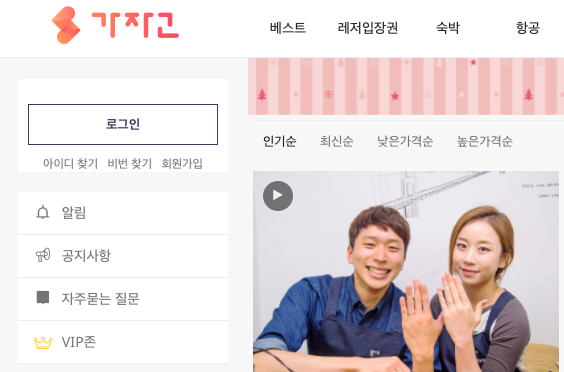 가자고
베스트 레저입장권 숙박 항공
로그인
아이디 찾기 비번 찾기 회원가입
알림
공지사항
자주묻는 질문
VIP존
인기순 최신순 낮은가격순 높은가격순